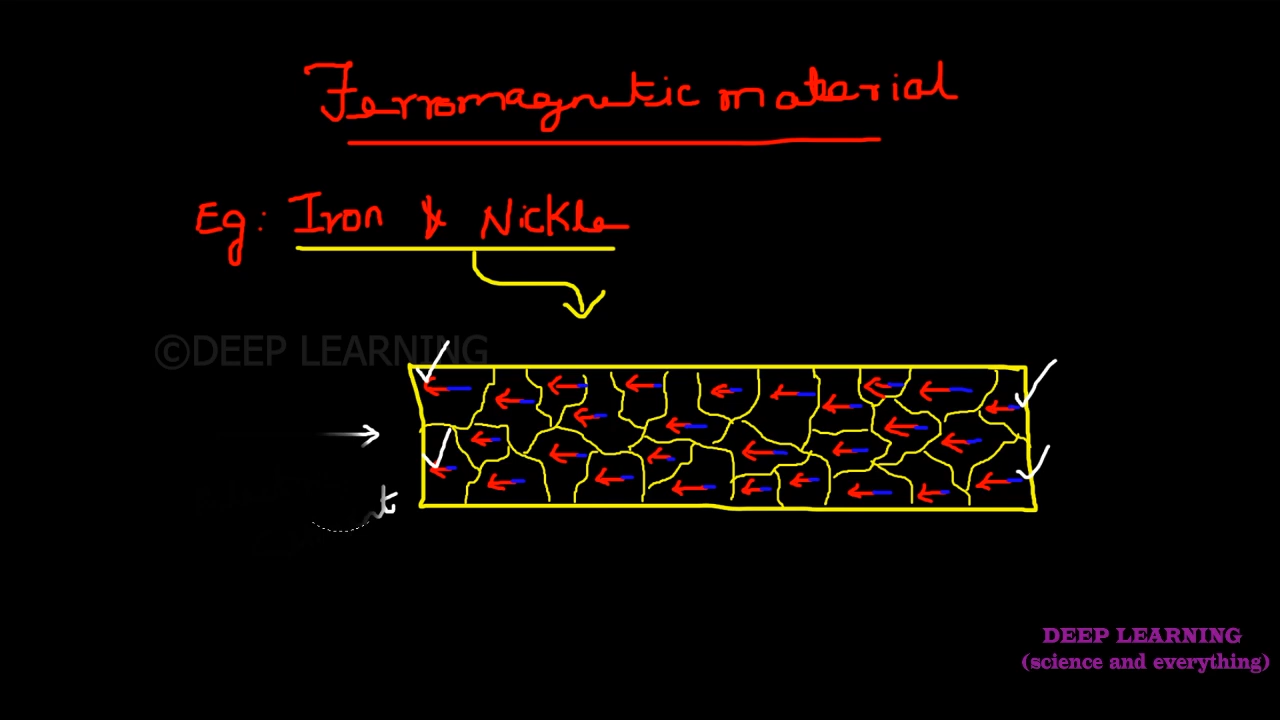 Ferromagnetic material
Eg: Iron & Nickle
©DEEP LEARNING
DEEP LEARNING
(science and everything)